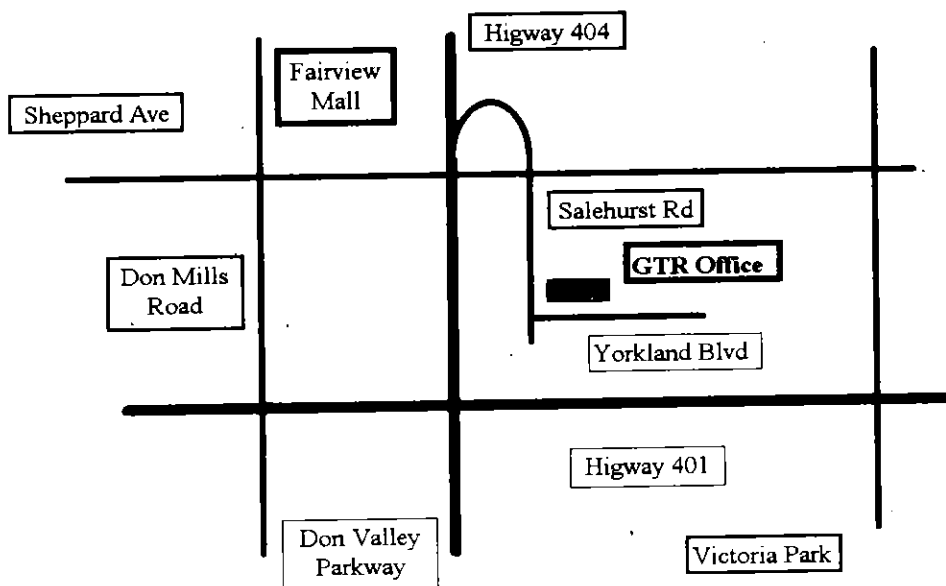 Higway 404
Fairview
Mall
Sheppard Ave
Salehurst Rd
GTR Office
Don Mills
Road
Yorkland Blvd
Higway 401
Don Valley
Parkway
Victoria Park